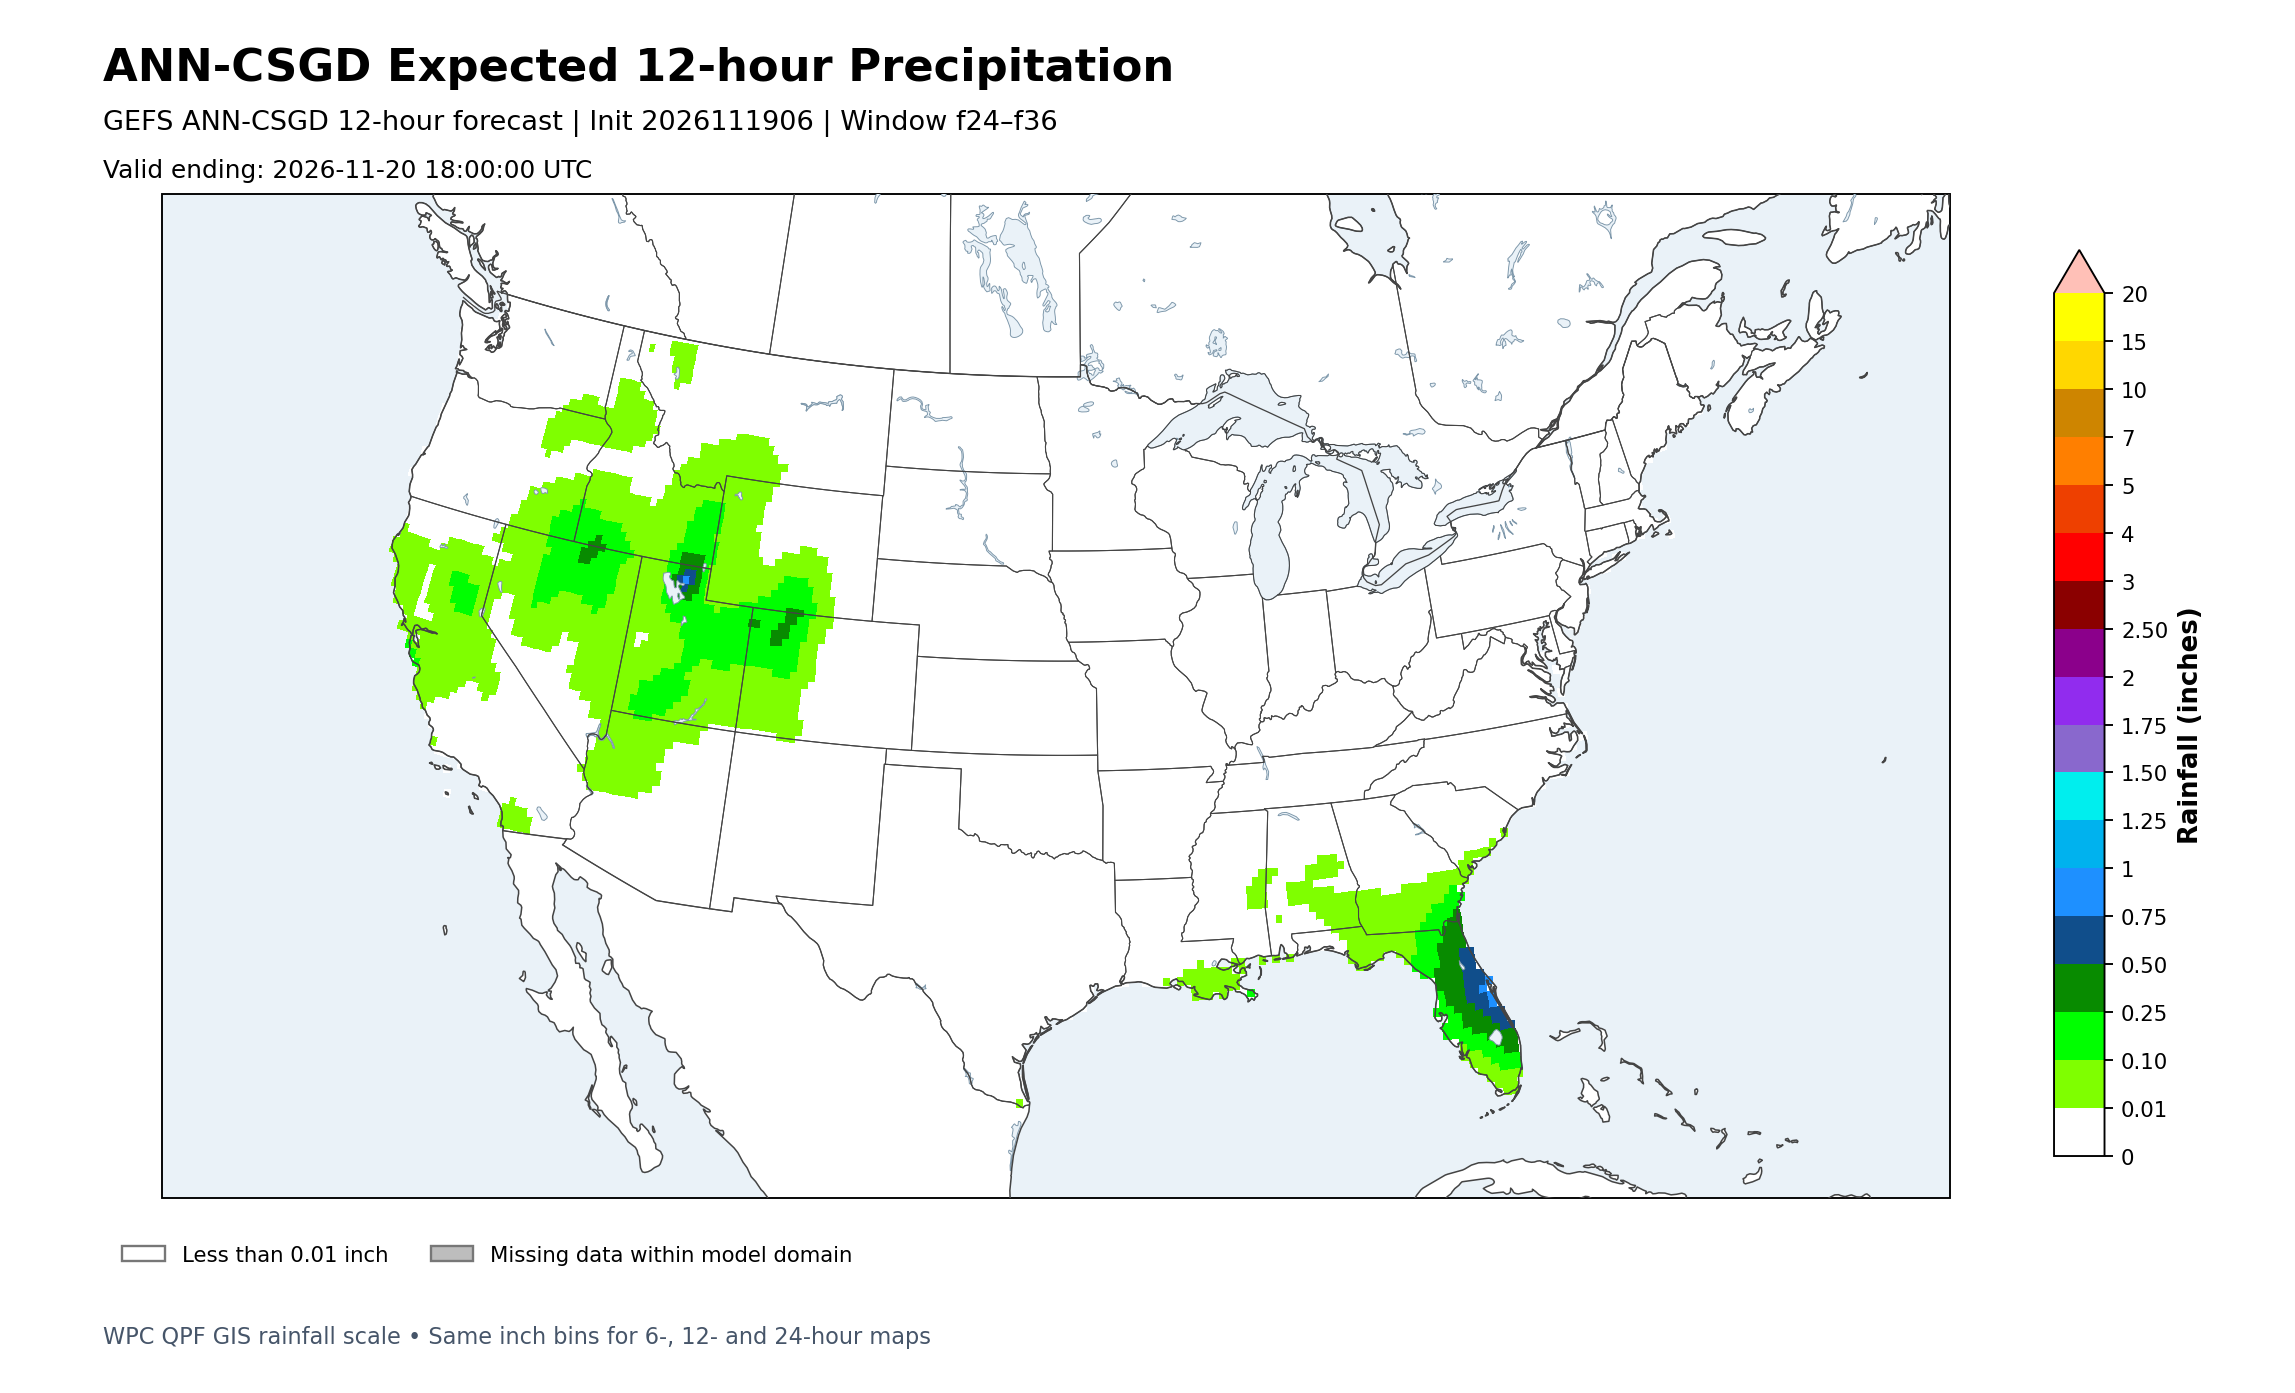 ANN-CSGD Expected 12-hour Precipitation
GEFS ANN-CSGD 12-hour forecast | Init 2026111906 | Window f24–f36
Valid ending: 2026-11-20 18:00:00 UTC
20
15
10
7
5
4
3
2.50
2
1.75
1.50
1.25
1
0.75
0.50
0.25
0.10
0.01
0
Rainfall (inches)
Less than 0.01 inch
Missing data within model domain
WPC QPF GIS rainfall scale • Same inch bins for 6-, 12- and 24-hour maps